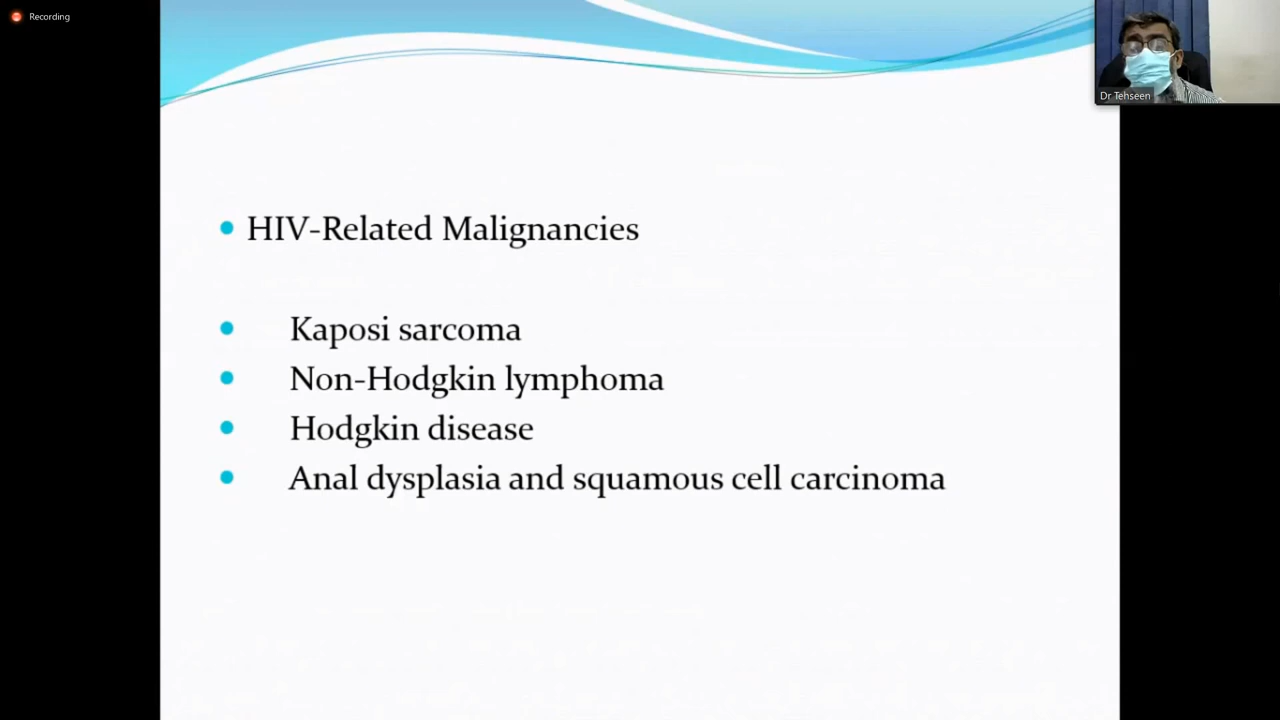 Recording
Dr Tehseen
• HIV-Related Malignancies
• Kaposi sarcoma
• Non-Hodgkin lymphoma
• Hodgkin disease
• Anal dysplasia and squamous cell carcinoma